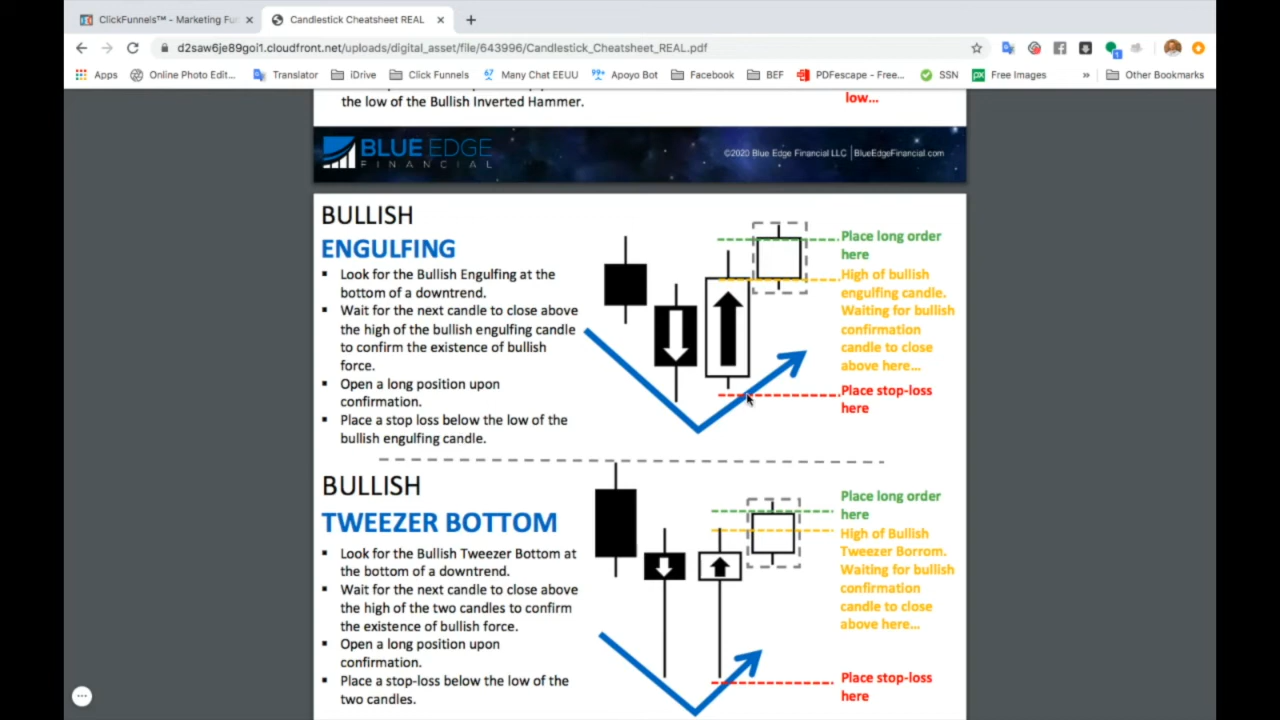 ClickFunnels™ - Marketing Fu
Candlestick Cheatsheet REAL
d2saw6je89goi1.cloudfront.net/uploads/digital_asset/file/643996/Candlestick_Cheatsheet_REAL.pdf
Apps
Online Photo Edit...
Translator
iDrive
Click Funnels
Many Chat EEUU
Apoyo Bot
Facebook
BEF
PDFescape - Free...
SSN
Free Images
»
Other Bookmarks
the low of the Bullish Inverted Hammer.
low...
BLUE EDGE
FINANCIAL
©2020 Blue Edge Financial LLC | BlueEdgeFinancial.com
BULLISH
ENGULFING
▪ Look for the Bullish Engulfing at the
bottom of a downtrend.
▪ Wait for the next candle to close above
the high of the bullish engulfing candle
to confirm the existence of bullish
force.
▪ Open a long position upon
confirmation.
▪ Place a stop loss below the low of the
bullish engulfing candle.
Place long order
here
High of bullish
engulfing candle.
Waiting for bullish
confirmation
candle to close
above here...
Place stop-loss
here
BULLISH
TWEEZER BOTTOM
▪ Look for the Bullish Tweezer Bottom at
the bottom of a downtrend.
▪ Wait for the next candle to close above
the high of the two candles to confirm
the existence of bullish force.
▪ Open a long position upon
confirmation.
▪ Place a stop-loss below the low of the
two candles.
Place long order
here
High of Bullish
Tweezer Borrom.
Waiting for bullish
confirmation
candle to close
above here...
Place stop-loss
here